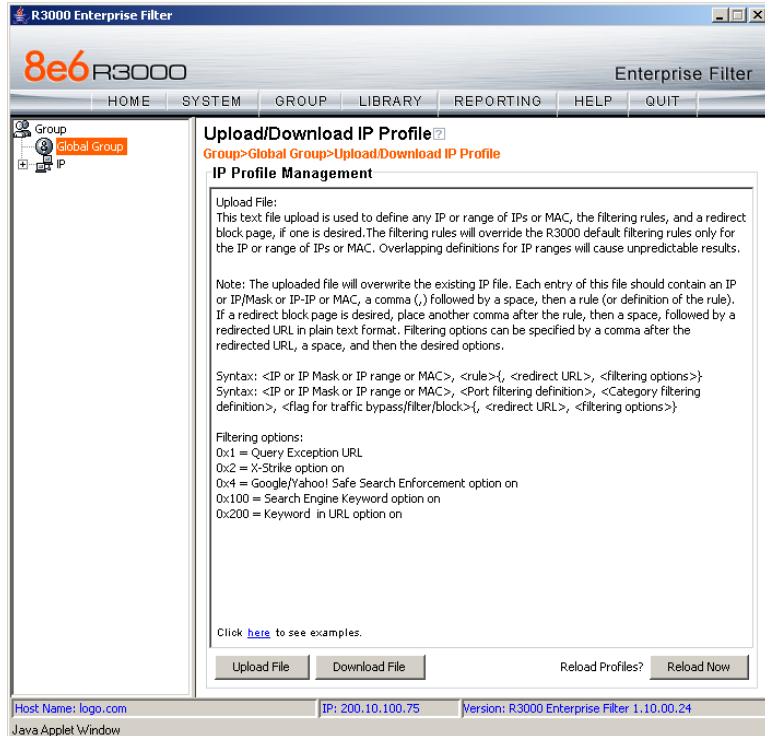 R3000 Enterprise Filter
8e6 R3000
Enterprise Filter
HOME SYSTEM GROUP LIBRARY REPORTING HELP QUIT
Group
Global Group
IP
Upload/Download IP Profile
Group>Global Group>Upload/Download IP Profile
IP Profile Management
Upload File:
This text file upload is used to define any IP or range of IPs or MAC, the filtering rules, and a redirect
block page, if one is desired.The filtering rules will override the R3000 default filtering rules only for
the IP or range of IPs or MAC. Overlapping definitions for IP ranges will cause unpredictable results.
Note: The uploaded file will overwrite the existing IP file. Each entry of this file should contain an IP
or IP/Mask or IP-IP or MAC, a comma (,) followed by a space, then a rule (or definition of the rule).
If a redirect block page is desired, place another comma after the rule, then a space, followed by a
redirected URL in plain text format. Filtering options can be specified by a comma after the
redirected URL, a space, and then the desired options.
Syntax: <IP or IP Mask or IP range or MAC>, <rule>{, <redirect URL>, <filtering options>}
Syntax: <IP or IP Mask or IP range or MAC>, <Port filtering definition>, <Category filtering
definition>, <flag for traffic bypass/filter/block>{, <redirect URL>, <filtering options>}
Filtering options:
0x1 = Query Exception URL
0x2 = X-Strike option on
0x4 = Google/Yahoo! Safe Search Enforcement option on
0x100 = Search Engine Keyword option on
0x200 = Keyword in URL option on
Click here to see examples.
Upload File Download File Reload Profiles? Reload Now
Host Name: logo.com IP: 200.10.100.75 Version: R3000 Enterprise Filter 1.10.00.24
Java Applet Window